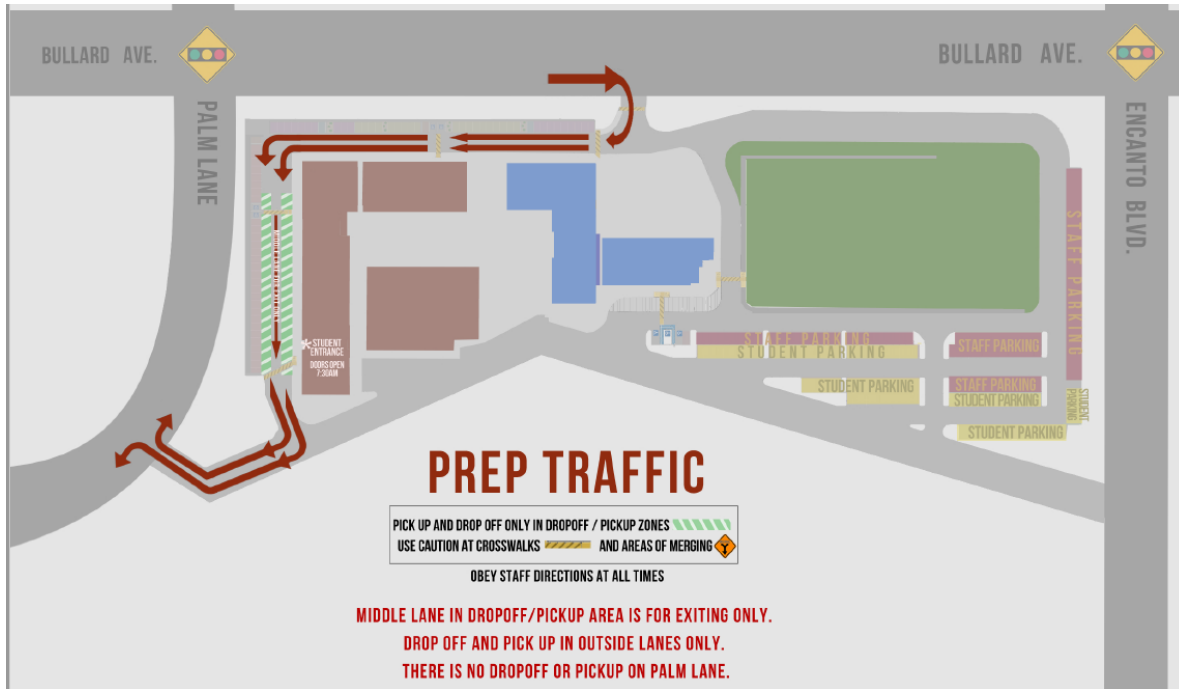 BULLARD AVE.
BULLARD AVE.
PALM LANE
ENCANTO BLVD.
STAFF PARKING
STAFF PARKING
STUDENT PARKING
STAFF PARKING
STUDENT
ENTRANCE
DOORS OPEN
7:30AM
STUDENT PARKING
STAFF PARKING
STUDENT PARKING
STUDENT PARKING
STUDENT PARKING
PREP TRAFFIC
PICK UP AND DROP OFF ONLY IN DROPOFF / PICKUP ZONES
USE CAUTION AT CROSSWALKS AND AREAS OF MERGING
OBEY STAFF DIRECTIONS AT ALL TIMES
MIDDLE LANE IN DROPOFF/PICKUP AREA IS FOR EXITING ONLY.
DROP OFF AND PICK UP IN OUTSIDE LANES ONLY.
THERE IS NO DROPOFF OR PICKUP ON PALM LANE.